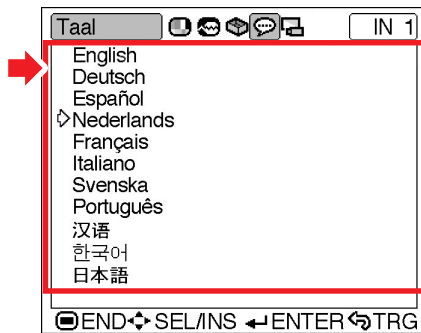 Taal IN 1
English
Deutsch
Español
Nederlands
Français
Italiano
Svenska
Português
汉语
한국어
日本語
END SEL/INS ENTER TRG